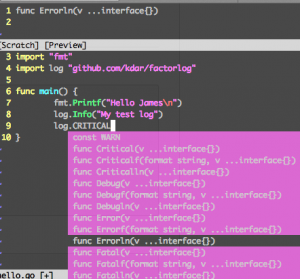 1 func Errorln(v ...interface{})
2
[Scratch] [Preview]
3 import "fmt"
4 import log "github.com/kdar/factorlog"
5
6 func main() {
7 fmt.Printf("Hello James\n")
8 log.Info("My test log")
9 log.CRITICAL
10 }
const WARN
func Critical(v ...interface{})
func Criticalf(format string, v ...interface{})
func Criticalln(v ...interface{})
func Debug(v ...interface{})
func Debugf(format string, v ...interface{})
func Debugln(v ...interface{})
func Error(v ...interface{})
func Errorf(format string, v ...interface{})
func Errorln(v ...interface{})
func Fatal(v ...interface{})
func Fatalf(format string, v ...interface{})
hello.go [+] func Fatalln(v ...interface{})